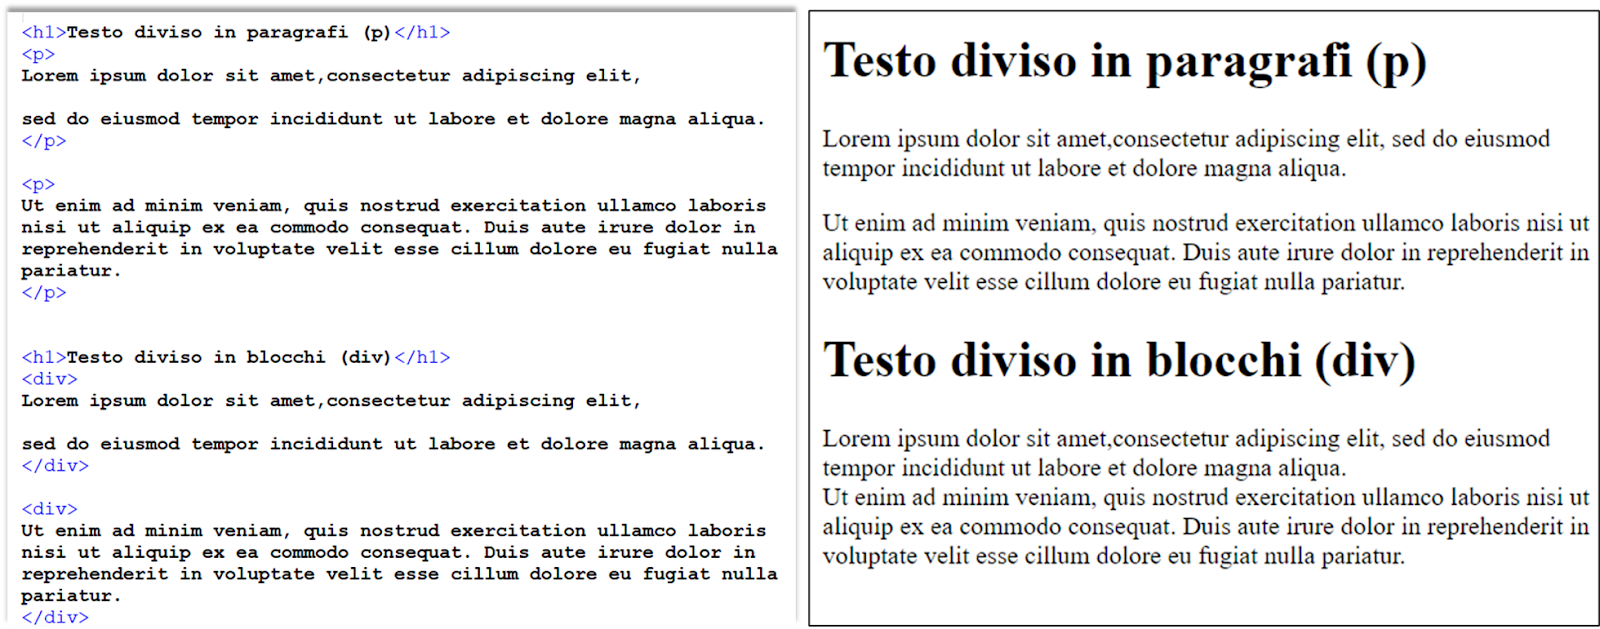 <h1>Testo diviso in paragrafi (p)</h1>
<p>
Lorem ipsum dolor sit amet,consectetur adipiscing elit,
sed do eiusmod tempor incididunt ut labore et dolore magna aliqua.
</p>
<p>
Ut enim ad minim veniam, quis nostrud exercitation ullamco laboris
nisi ut aliquip ex ea commodo consequat. Duis aute irure dolor in
reprehenderit in voluptate velit esse cillum dolore eu fugiat nulla
pariatur.
</p>
<h1>Testo diviso in blocchi (div)</h1>
<div>
Lorem ipsum dolor sit amet,consectetur adipiscing elit,
sed do eiusmod tempor incididunt ut labore et dolore magna aliqua.
</div>
<div>
Ut enim ad minim veniam, quis nostrud exercitation ullamco laboris
nisi ut aliquip ex ea commodo consequat. Duis aute irure dolor in
reprehenderit in voluptate velit esse cillum dolore eu fugiat nulla
pariatur.
</div>
Testo diviso in paragrafi (p)
Lorem ipsum dolor sit amet,consectetur adipiscing elit, sed do eiusmod
tempor incididunt ut labore et dolore magna aliqua.
Ut enim ad minim veniam, quis nostrud exercitation ullamco laboris nisi ut
aliquip ex ea commodo consequat. Duis aute irure dolor in reprehenderit in
voluptate velit esse cillum dolore eu fugiat nulla pariatur.
Testo diviso in blocchi (div)
Lorem ipsum dolor sit amet,consectetur adipiscing elit, sed do eiusmod
tempor incididunt ut labore et dolore magna aliqua.
Ut enim ad minim veniam, quis nostrud exercitation ullamco laboris nisi ut
aliquip ex ea commodo consequat. Duis aute irure dolor in reprehenderit in
voluptate velit esse cillum dolore eu fugiat nulla pariatur.